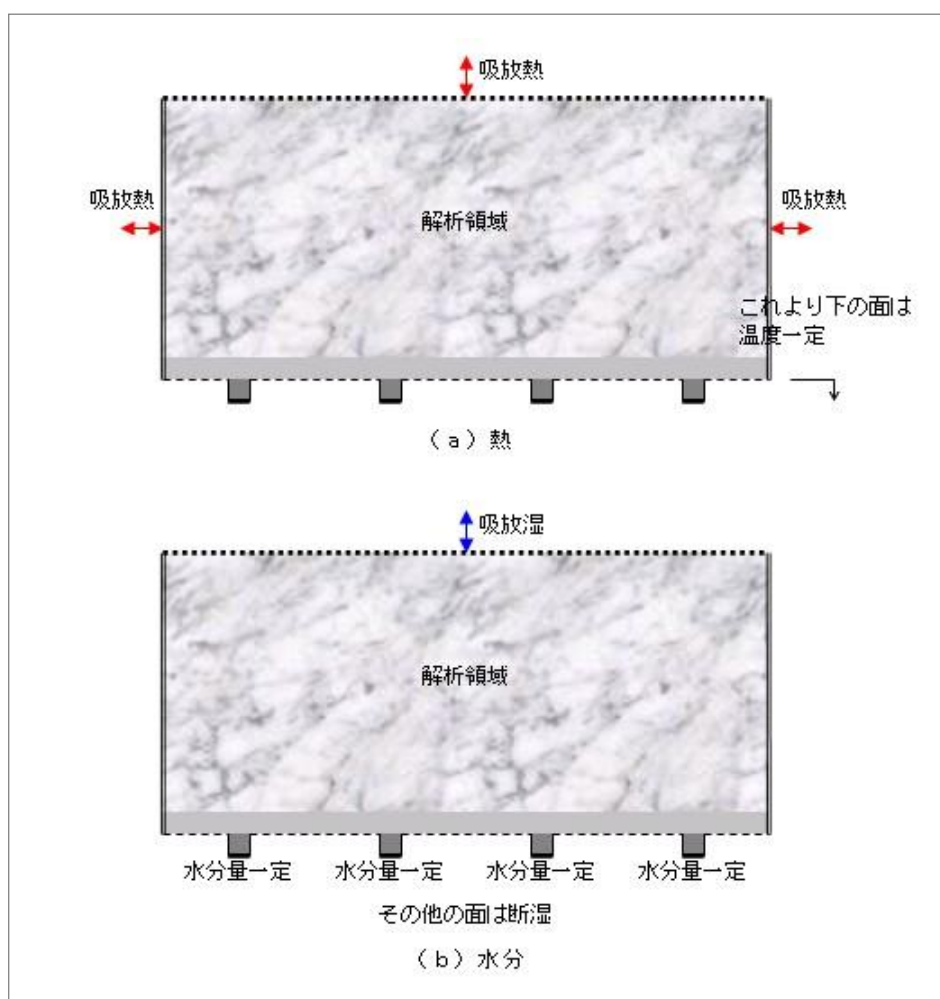 吸放熱
吸放熱
吸放熱
解析領域
これより下の面は
温度一定
（a）熱
吸放湿
解析領域
水分量一定 水分量一定 水分量一定 水分量一定
その他の面は断湿
（b）水分